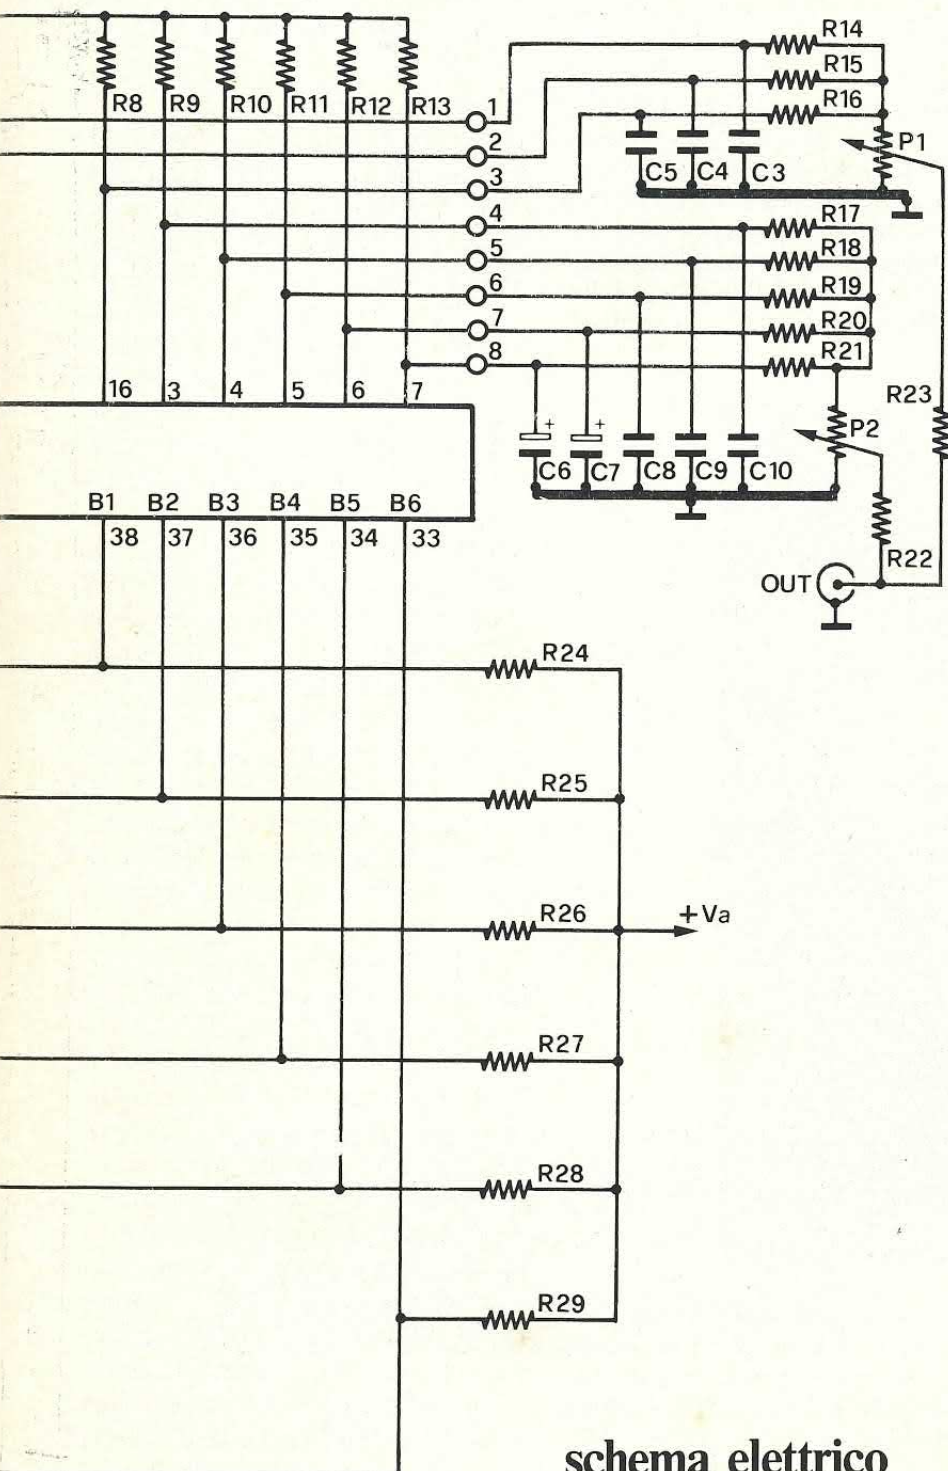 R14
R15
R8 R9 R10 R11 R12 R13
R16
1
P1
2
C5 C4 C3
3
R17
4
R18
5
R19
6
R20
7
R21
8
16 3 4 5 6 7
R23
+ +
P2
C6 C7 C8 C9 C10
B1 B2 B3 B4 B5 B6
38 37 36 35 34 33
R22
OUT
R24
R25
R26
+Va
R27
R28
R29
schema elettrico